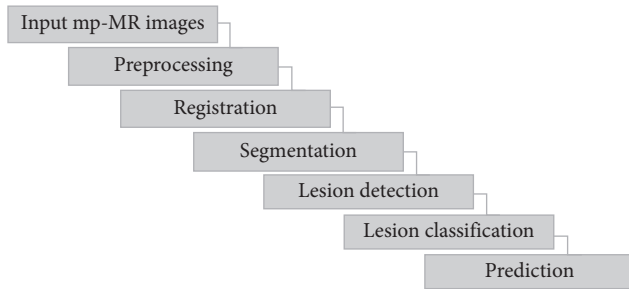 Input mp-MR images
Preprocessing
Registration
Segmentation
Lesion detection
Lesion classification
Prediction